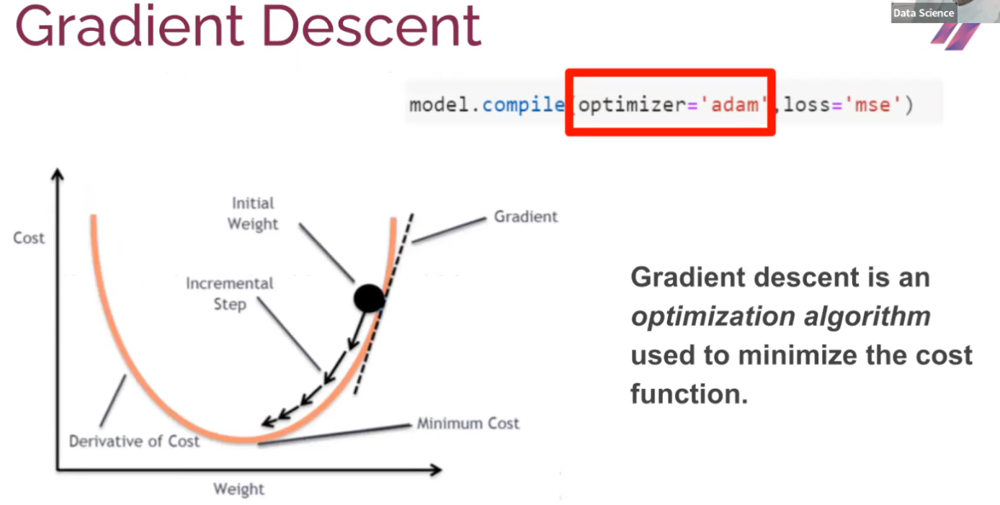 Gradient Descent
Data Science
model.compile(optimizer='adam',loss='mse')
Initial
Weight
Gradient
Cost
Incremental
Step
Gradient descent is an
optimization algorithm
used to minimize the cost
function.
Minimum Cost
Derivative of Cost
Weight